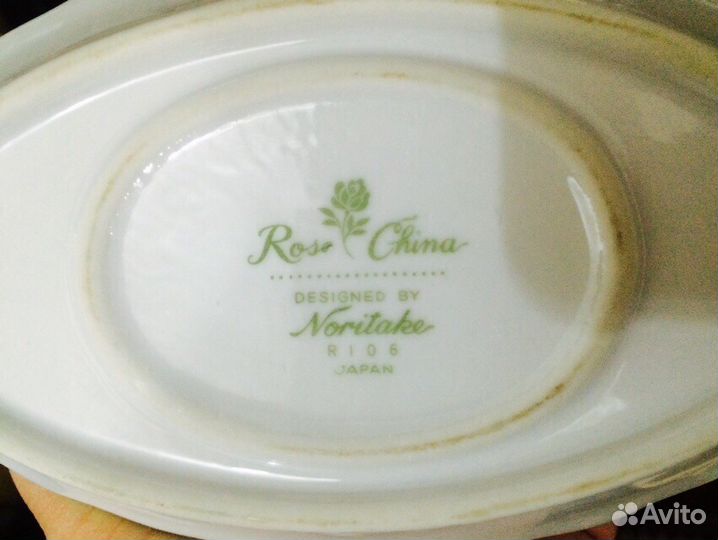 Rose China
DESIGNED BY
Noritake
R106
JAPAN
Avito